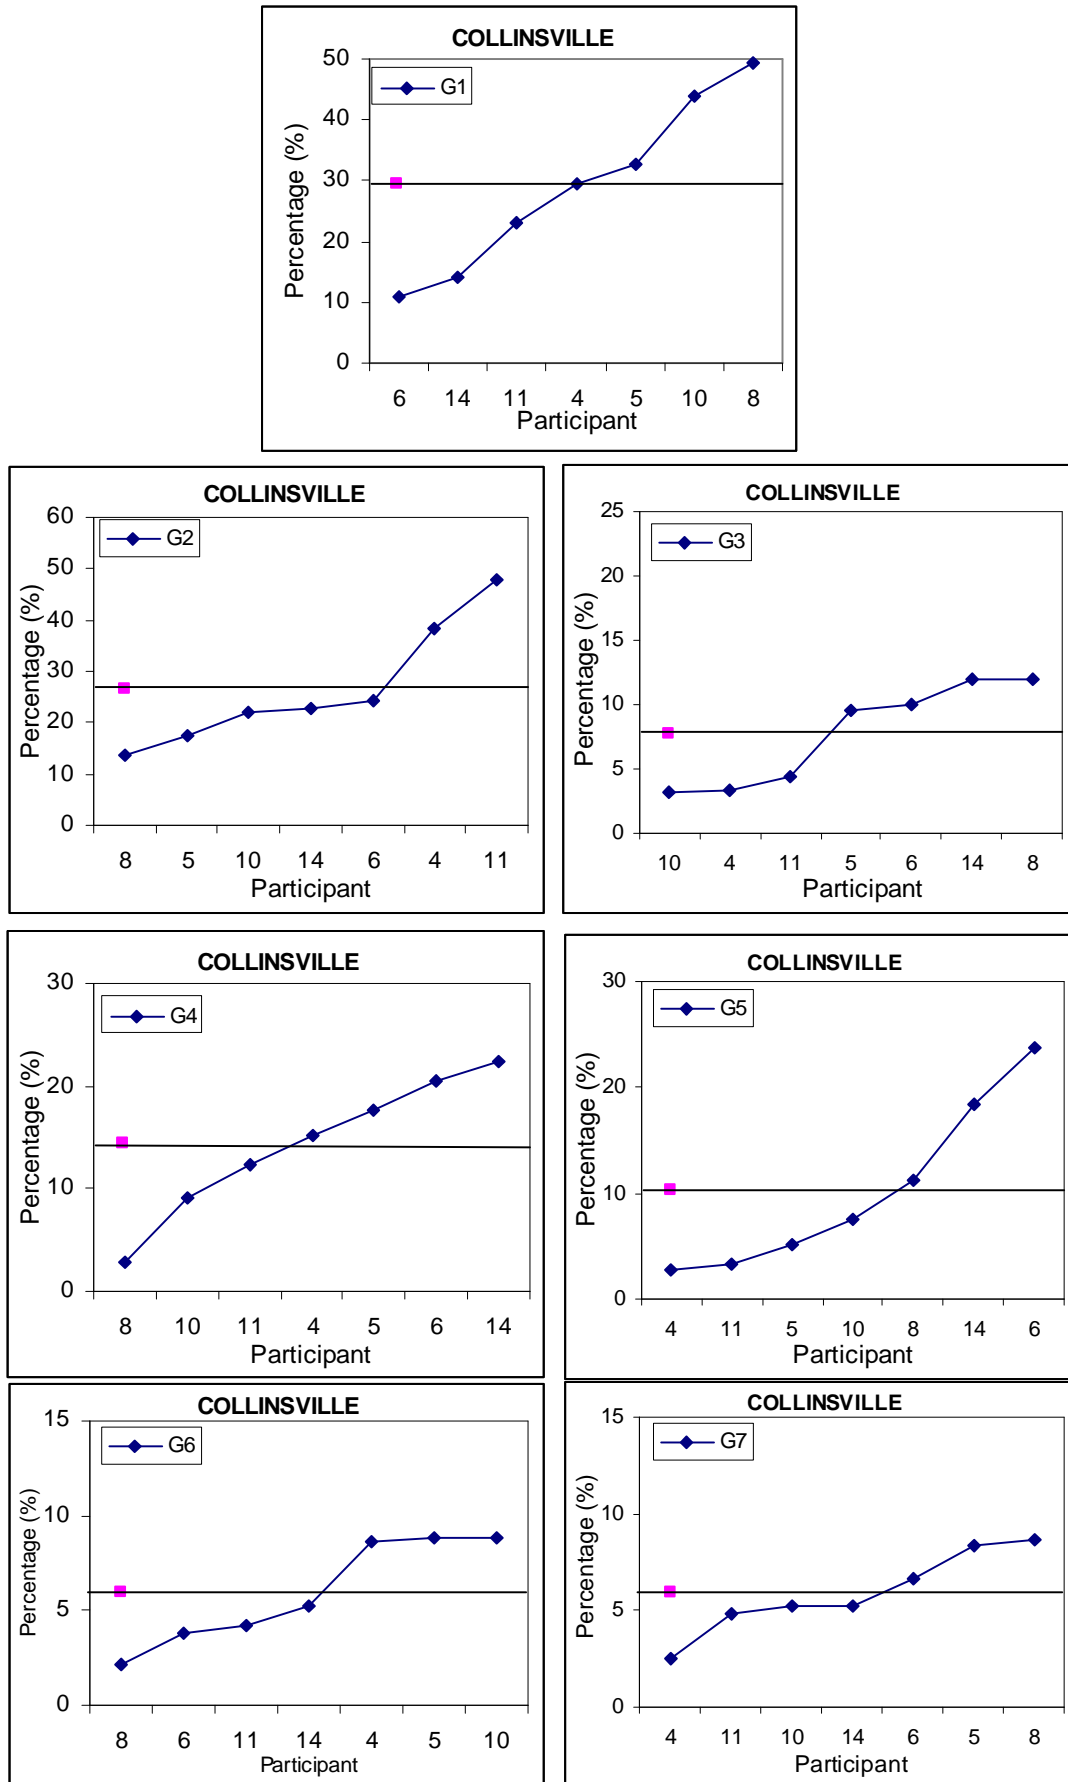 COLLINSVILLE
G1
Percentage (%)
50
40
30
20
10
0
6 14 11 4 5 10 8
Participant
COLLINSVILLE
G2
Percentage (%)
60
50
40
30
20
10
0
8 5 10 14 6 4 11
Participant
COLLINSVILLE
G3
Percentage (%)
25
20
15
10
5
0
10 4 11 5 6 14 8
Participant
COLLINSVILLE
G4
Percentage (%)
30
20
10
0
8 10 11 4 5 6 14
Participant
COLLINSVILLE
G5
Percentage (%)
30
20
10
0
4 11 5 10 8 14 6
Participant
COLLINSVILLE
G6
Percentage (%)
15
10
5
0
8 6 11 14 4 5 10
Participant
COLLINSVILLE
G7
Percentage (%)
15
10
5
0
4 11 10 14 6 5 8
Participant